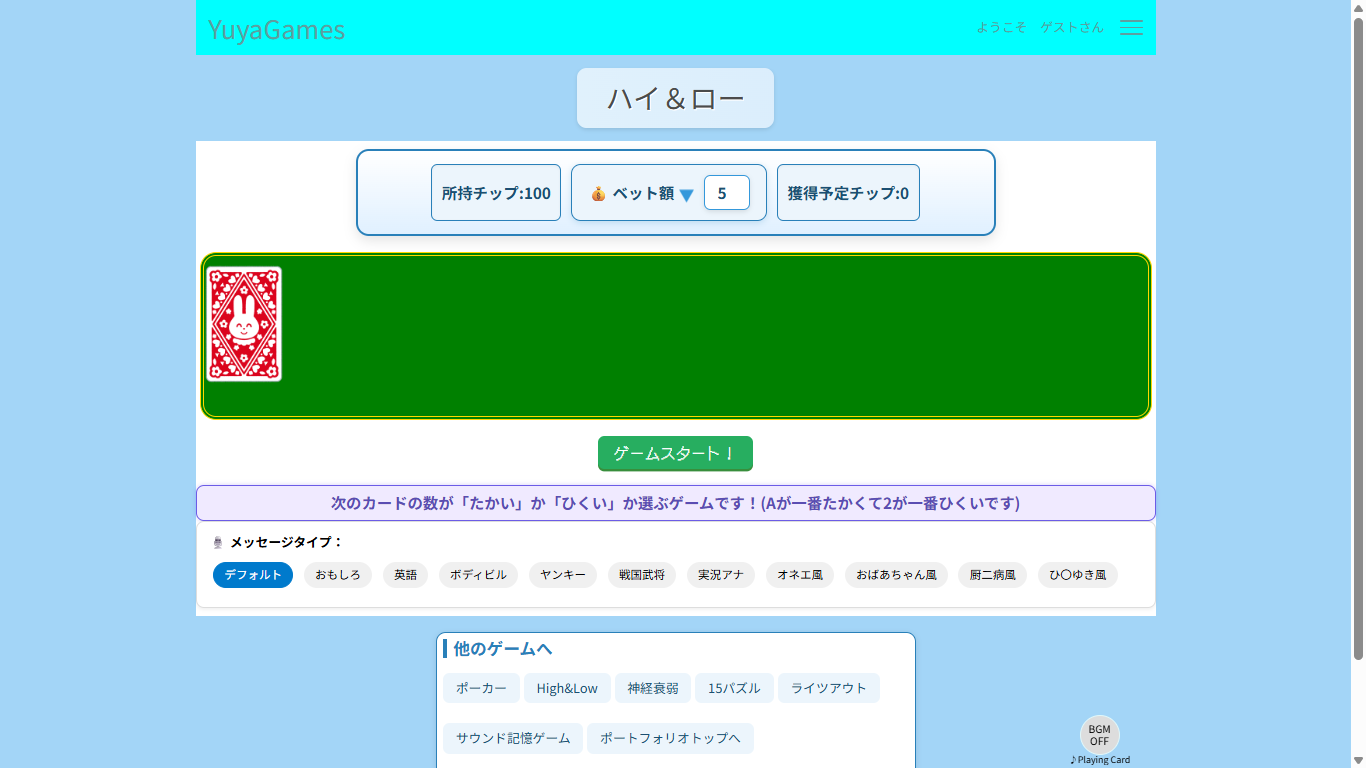 YuyaGames
ようこそ ゲストさん
ハイ＆ロー
所持チップ:100
ベット額
5
獲得予定チップ:0
ゲームスタート！
次のカードの数が「たかい」か「ひくい」か選ぶゲームです！(Aが一番たかくて2が一番ひくいです)
メッセージタイプ：
デフォルト おもしろ 英語 ボディビル ヤンキー 戦国武将 実況アナ オネエ風 おばあちゃん風 厨二病風 ひ〇ゆき風
他のゲームへ
ポーカー High&Low 神経衰弱 15パズル ライツアウト
サウンド記憶ゲーム ポートフォリオトップへ
BGM
OFF
♪Playing Card